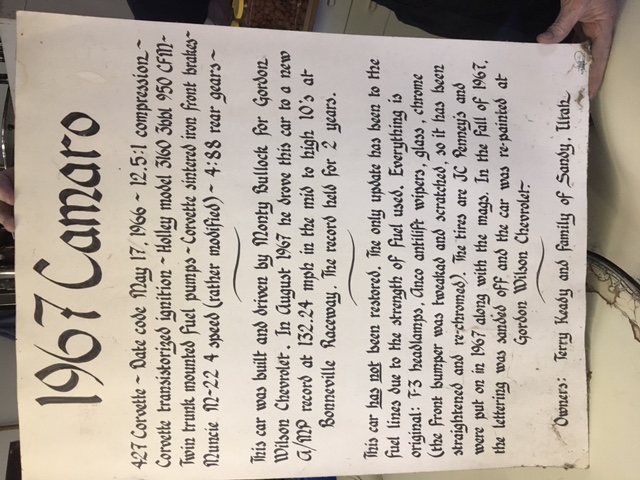 1967 Camaro
427 Corvette ~ Date code May 17, 1966 ~ 12.5:1 compression ~
Corvette transistorized ignition ~ Holley model 3160 3bbl 950 CFM ~
Twin trunk mounted fuel pumps ~ Corvette sintered iron front brakes ~
Muncie M-22 4 speed (rather modified) ~ 4:88 rear gears ~
This car was built and driven by Monty Bullock for Gordon
Wilson Chevrolet. In August 1967 he drove this car to a new
A/MP record at 132.24 mph in the mid to high 10's at
Bonneville Raceway. The record held for 2 years.
This car has not been restored. The only update has been to the
fuel lines due to the strength of fuel used. Everything is
original: T-3 headlamps, Anco antilift wipers, glass, chrome
(the front bumper was tweaked and scratched, so it has been
straightened and re-chromed). The tires are JC Penney's and
were put on in 1967 along with the mags. In the Fall of 1967,
the lettering was sanded off and the car was re-painted at
Gordon Wilson Chevrolet.
Owners: Terry Keady and family of Sandy, Utah